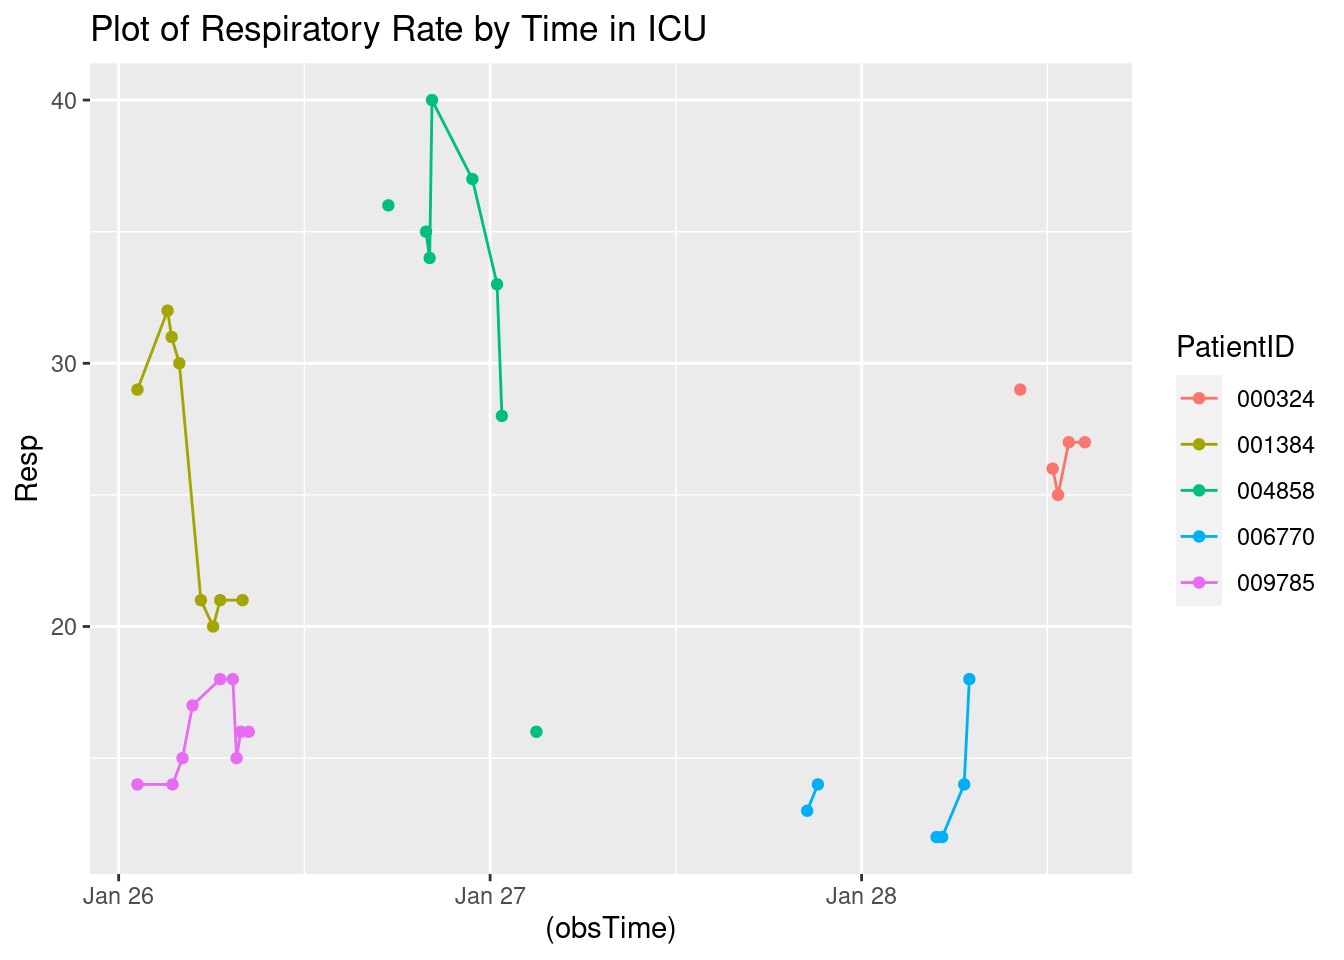 Plot of Respiratory Rate by Time in ICU
40
30
20
Resp
Jan 26
Jan 27
Jan 28
(obsTime)
PatientID
000324
001384
004858
006770
009785